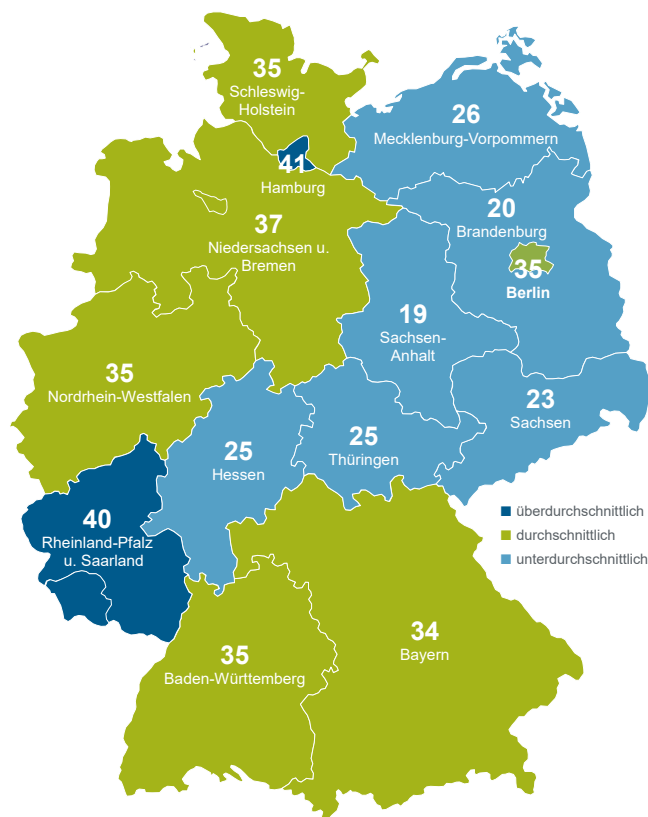 35
Schleswig-
Holstein
26
Mecklenburg-Vorpommern
41
Hamburg
20
Brandenburg
37
Niedersachsen u.
Bremen
35
Berlin
19
Sachsen-
Anhalt
35
Nordrhein-Westfalen
23
Sachsen
25
Hessen
25
Thüringen
40
Rheinland-Pfalz
u. Saarland
überdurchschnittlich
durchschnittlich
unterdurchschnittlich
34
Bayern
35
Baden-Württemberg